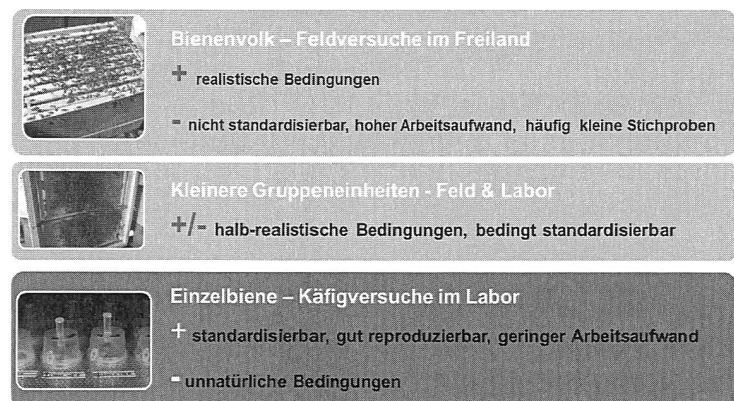 Bienenvolk – Feldversuche im Freiland
+ realistische Bedingungen
- nicht standardisierbar, hoher Arbeitsaufwand, häufig kleine Stichproben
Kleinere Gruppeneinheiten - Feld & Labor
+/- halb-realistische Bedingungen, bedingt standardisierbar
Einzelbiene – Käfigversuche im Labor
+ standardisierbar, gut reproduzierbar, geringer Arbeitsaufwand
- unnatürliche Bedingungen